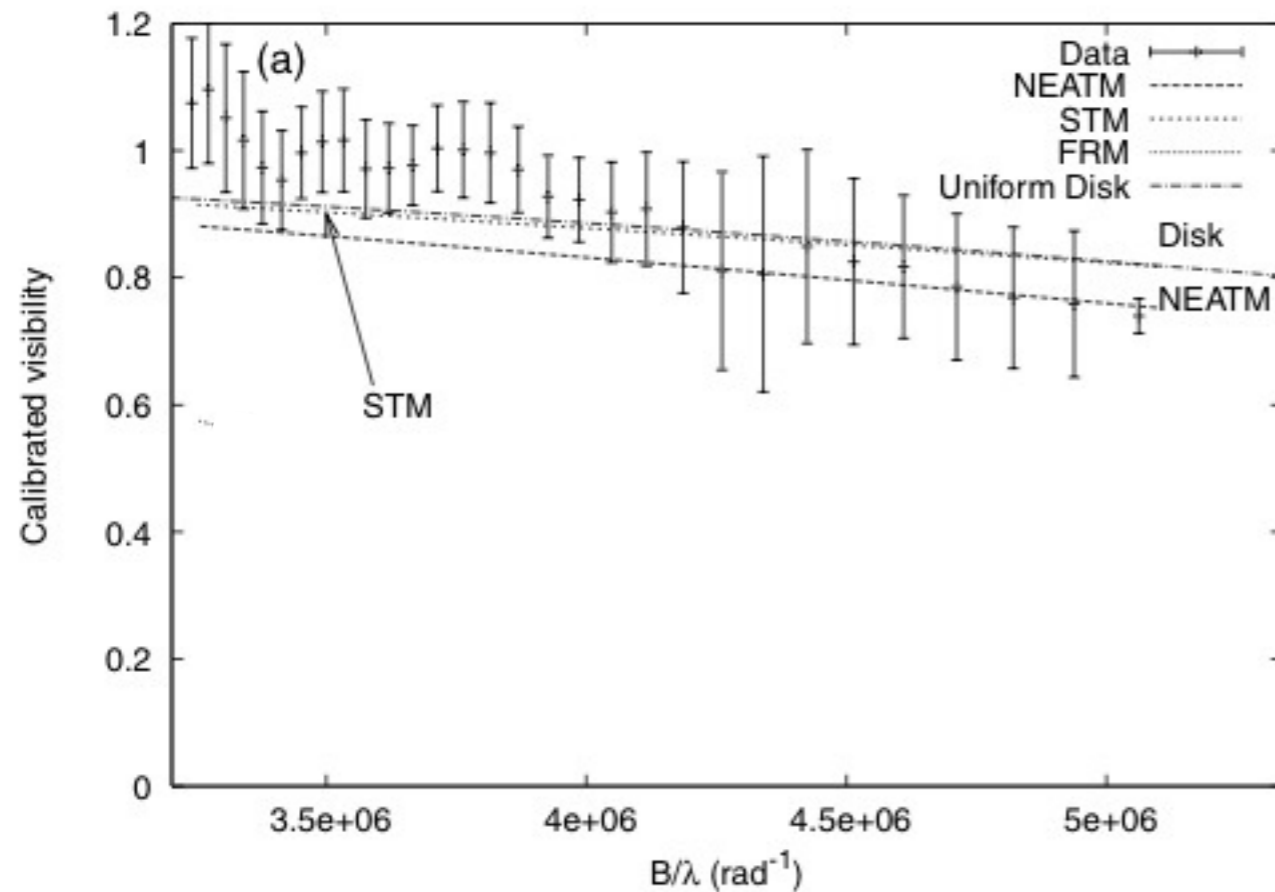 1.2
1
0.8
0.6
0.4
0.2
0
Calibrated visibility
(a)
Data
NEATM
STM
FRM
Uniform Disk
Disk
NEATM
STM
3.5e+06
4e+06
4.5e+06
5e+06
B/λ (rad⁻¹)